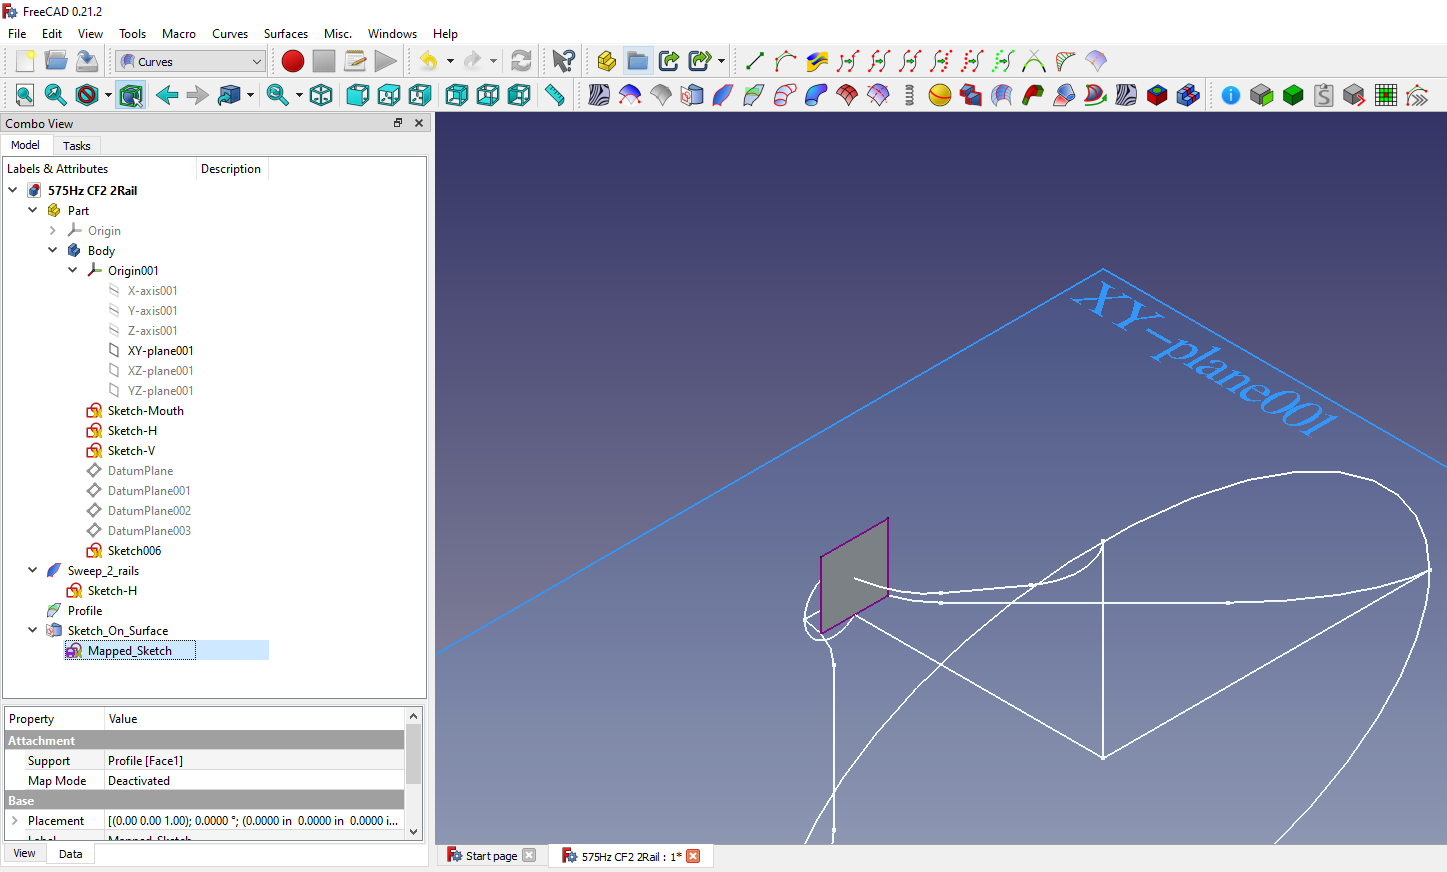 FreeCAD 0.21.2
File Edit View Tools Macro Curves Surfaces Misc. Windows Help
Curves
Combo View
Model Tasks
Labels & Attributes Description
575Hz CF2 2Rail
Part
Origin
Body
Origin001
X-axis001
Y-axis001
Z-axis001
XY-plane001
XZ-plane001
YZ-plane001
Sketch-Mouth
Sketch-H
Sketch-V
DatumPlane
DatumPlane001
DatumPlane002
DatumPlane003
Sketch006
Sweep_2_rails
Sketch-H
Profile
Sketch_On_Surface
Mapped_Sketch
XY-plane001
Property Value
Attachment
Support Profile [Face1]
Map Mode Deactivated
Base
Placement [(0.00 0.00 1.00); 0.0000 °; (0.0000 in 0.0000 in 0.0000 i...
Label Mapped_Sketch
View Data
Start page 575Hz CF2 2Rail : 1*